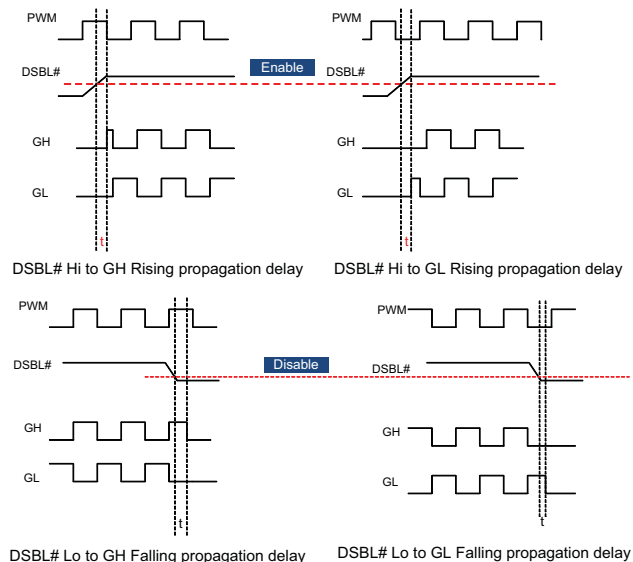 PWM
DSBL#
GH
GL
t
DSBL# Hi to GH Rising propagation delay
Enable
PWM
DSBL#
GH
GL
t
DSBL# Hi to GL Rising propagation delay
PWM
DSBL#
GH
GL
t
DSBL# Lo to GH Falling propagation delay
Disable
PWM
DSBL#
GH
GL
t
DSBL# Lo to GL Falling propagation delay